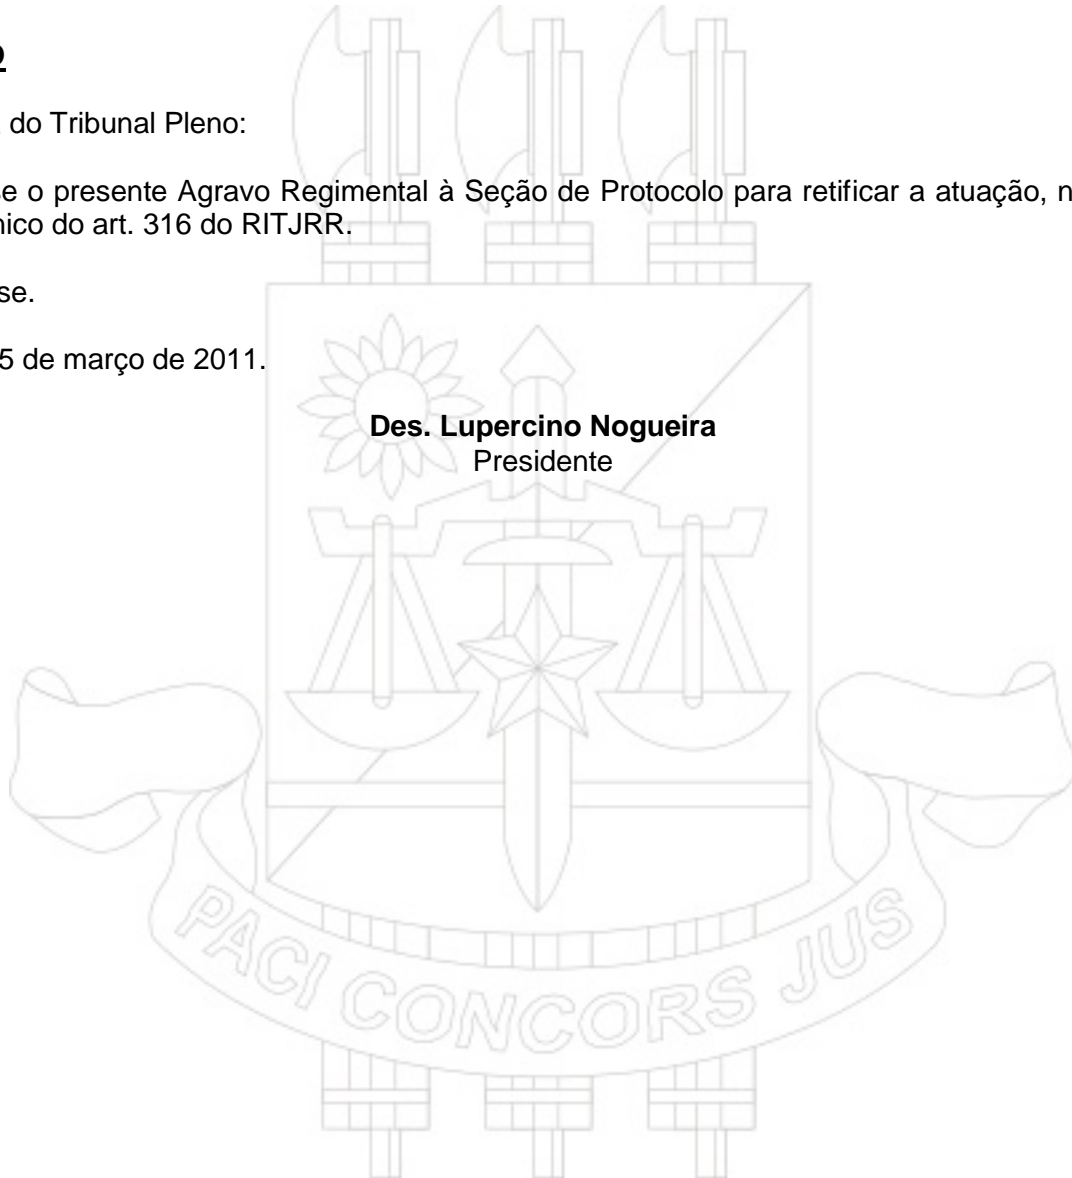 O
do Tribunal Pleno:
se o presente Agravo Regimental à Seção de Protocolo para retificar a atuação, n
nico do art. 316 do RITJRR.
se.
5 de março de 2011.
Des. Lupercino Nogueira
Presidente
PACI CONCORS JUS